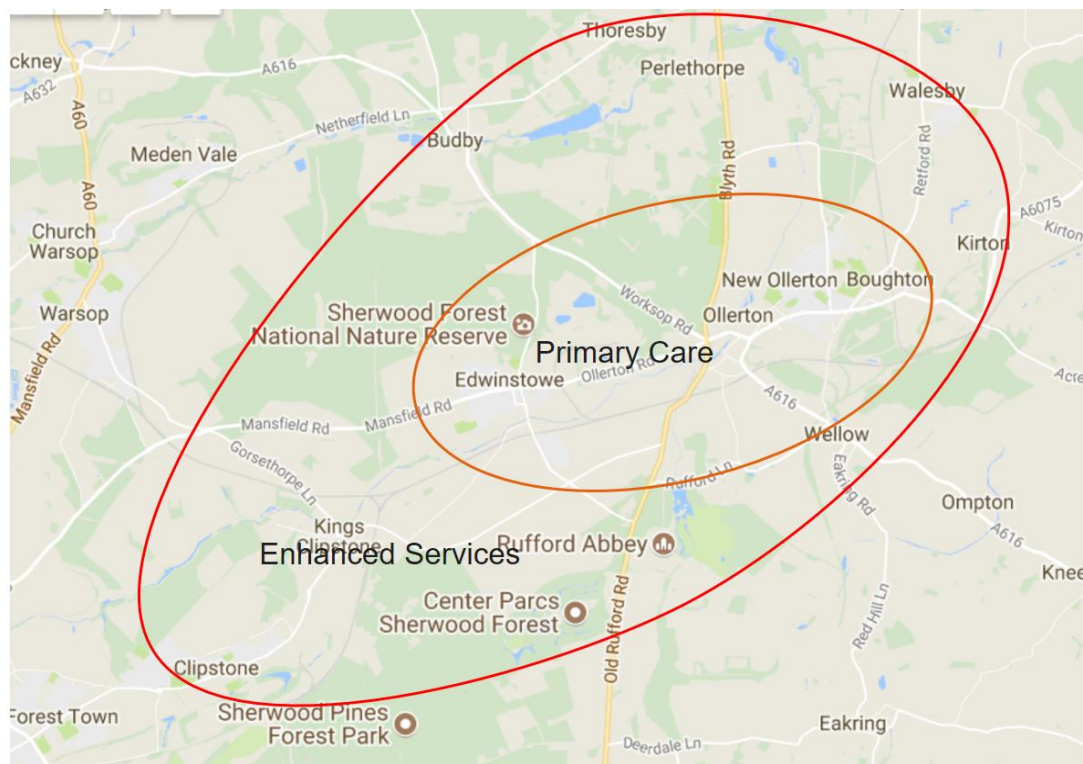 Thoresby
ckney
A616
Perlethorpe
A632
Walesby
A60
Netherfield Ln
Budby
Meden Vale
Blyth Rd
Retford Rd
A60
A6075
Church
Warsop
Kirton
Kirton
New Ollerton
Boughton
Worksop Rd
Sherwood Forest
National Nature Reserve
Warsop
Ollerton
Primary Care
Mansfield Rd
Edwinstowe
Ollerton Rd
Acre
A616
Mansfield Rd
Mansfield Rd
Wellow
Gorsethorpe Ln
Rufford Ln
Eakring Rd
Ompton
Kings
Clipstone
A616
Enhanced Services
Rufford Abbey
Knee
Center Parcs
Sherwood Forest
Old Rufford Rd
Red Hill Ln
Clipstone
Forest Town
Sherwood Pines
Forest Park
Eakring
Deerdale Ln